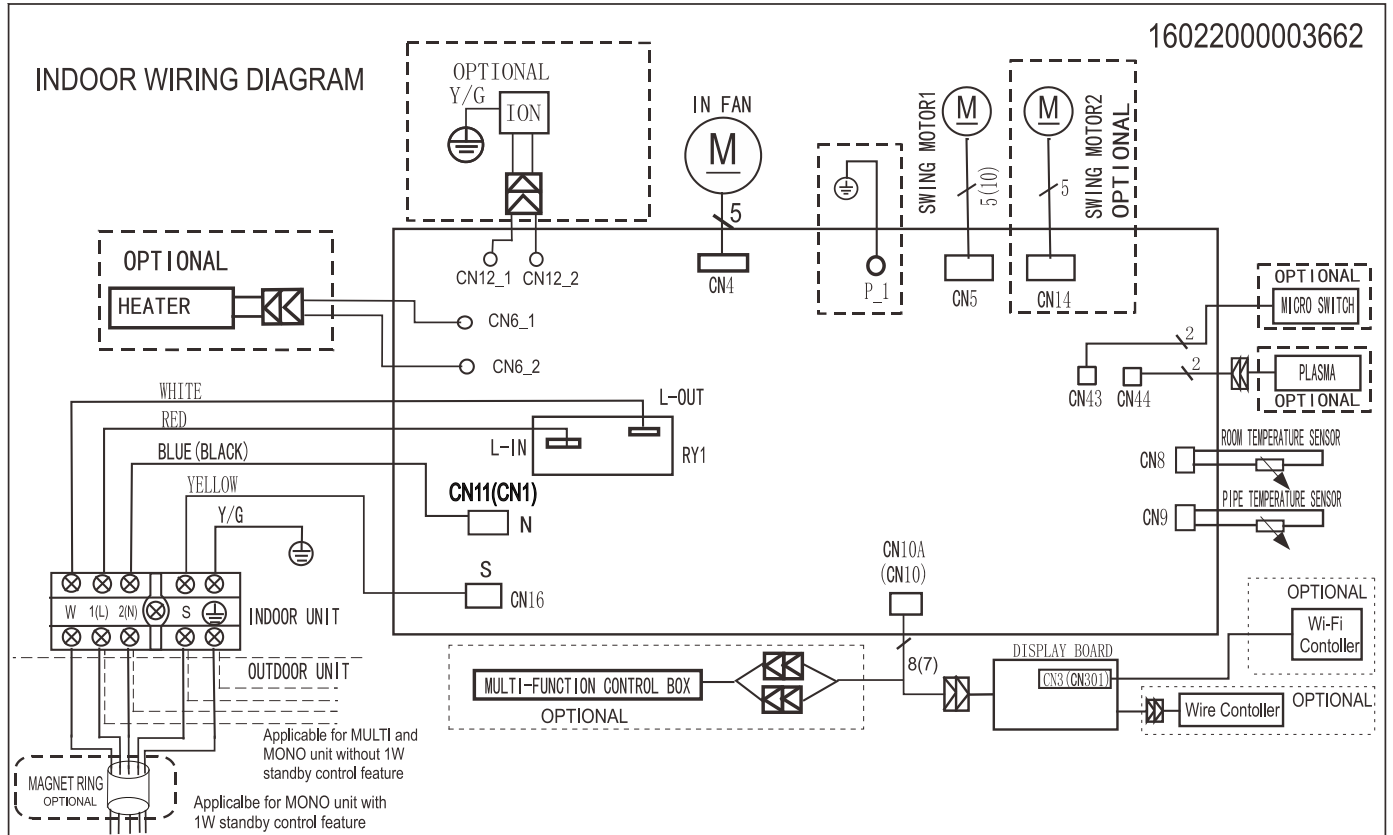 16022000003662
INDOOR WIRING DIAGRAM
OPTIONAL
Y/G
ION
CN12_1
CN12_2
IN FAN
M
5
CN4
P_1
SWING MOTOR1
M
5(10)
CN5
SWING MOTOR2
OPTIONAL
M
5
CN14
OPTIONAL
HEATER
CN6_1
CN6_2
OPTIONAL
MICRO SWITCH
2
CN43
2
CN44
PLASMA
OPTIONAL
WHITE
RED
BLUE(BLACK)
YELLOW
Y/G
L-OUT
L-IN
RY1
CN11(CN1)
N
S
CN16
CN8
ROOM TEMPERATURE SENSOR
CN9
PIPE TEMPERATURE SENSOR
W 1(L) 2(N) S
INDOOR UNIT
OUTDOOR UNIT
CN10A
(CN10)
8(7)
MULTI-FUNCTION CONTROL BOX
OPTIONAL
DISPLAY BOARD
CN3(CN301)
OPTIONAL
Wi-Fi
Contoller
Wire Contoller
OPTIONAL
Applicable for MULTI and
MONO unit without 1W
standby control feature
MAGNET RING
OPTIONAL
Applicalbe for MONO unit with
1W standby control feature